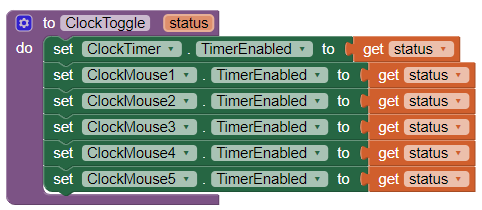 to ClockToggle status
do set ClockTimer . TimerEnabled to get status
set ClockMouse1 . TimerEnabled to get status
set ClockMouse2 . TimerEnabled to get status
set ClockMouse3 . TimerEnabled to get status
set ClockMouse4 . TimerEnabled to get status
set ClockMouse5 . TimerEnabled to get status